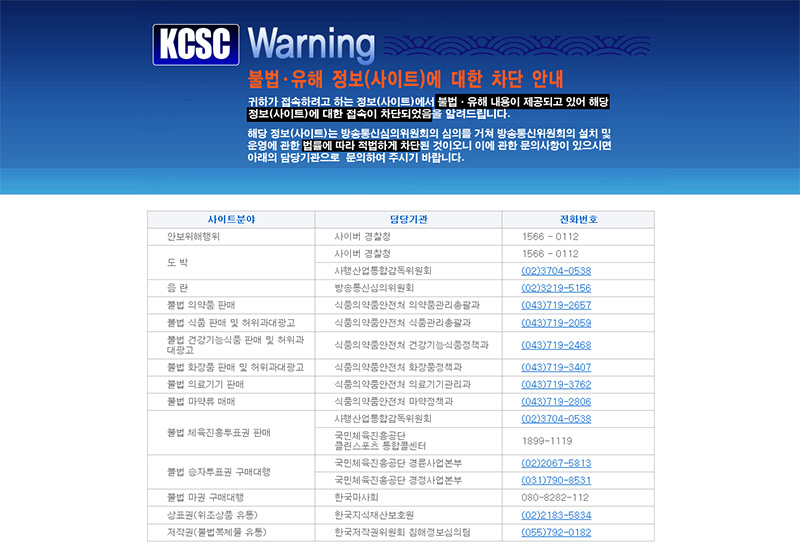 KCSC Warning
불법·유해 정보(사이트)에 대한 차단 안내
귀하가 접속하려고 하는 정보(사이트)에서 불법·유해 내용이 제공되고 있어 해당
정보(사이트)에 대한 접속이 차단되었음을 알려드립니다.
해당 정보(사이트)는 방송통신심의위원회의 심의를 거쳐 방송통신위원회의 설치 및
운영에 관한 법률에 따라 적법하게 차단된 것이오니 이에 관한 문의사항이 있으시면
아래의 담당기관으로 문의하여 주시기 바랍니다.
사이트분야 담당기관 전화번호
안보위해행위 사이버 경찰청 1566 - 0112
도 박 사이버 경찰청 1566 - 0112
사행산업통합감독위원회 (02)3704-0538
음 란 방송통신심의위원회 (02)3219-5156
불법 의약품 판매 식품의약품안전처 의약품관리총괄과 (043)719-2657
불법 식품 판매 및 허위과대광고 식품의약품안전처 식품관리총괄과 (043)719-2059
불법 건강기능식품 판매 및 허위과
대광고 식품의약품안전처 건강기능식품정책과 (043)719-2468
불법 화장품 판매 및 허위과대광고 식품의약품안전처 화장품정책과 (043)719-3407
불법 의료기기 판매 식품의약품안전처 의료기기관리과 (043)719-3762
불법 마약류 매매 식품의약품안전처 마약정책과 (043)719-2806
불법 체육진흥투표권 판매 사행산업통합감독위원회 (02)3704-0538
국민체육진흥공단
클린스포츠 통합콜센터 1899-1119
불법 승자투표권 구매대행 국민체육진흥공단 경륜사업본부 (02)2067-5813
국민체육진흥공단 경정사업본부 (031)790-8531
불법 마권 구매대행 한국마사회 080-8282-112
상표권(위조상품 유통) 한국지식재산보호원 (02)2183-5834
저작권(불법복제물 유통) 한국저작권위원회 침해정보심의팀 (055)792-0182